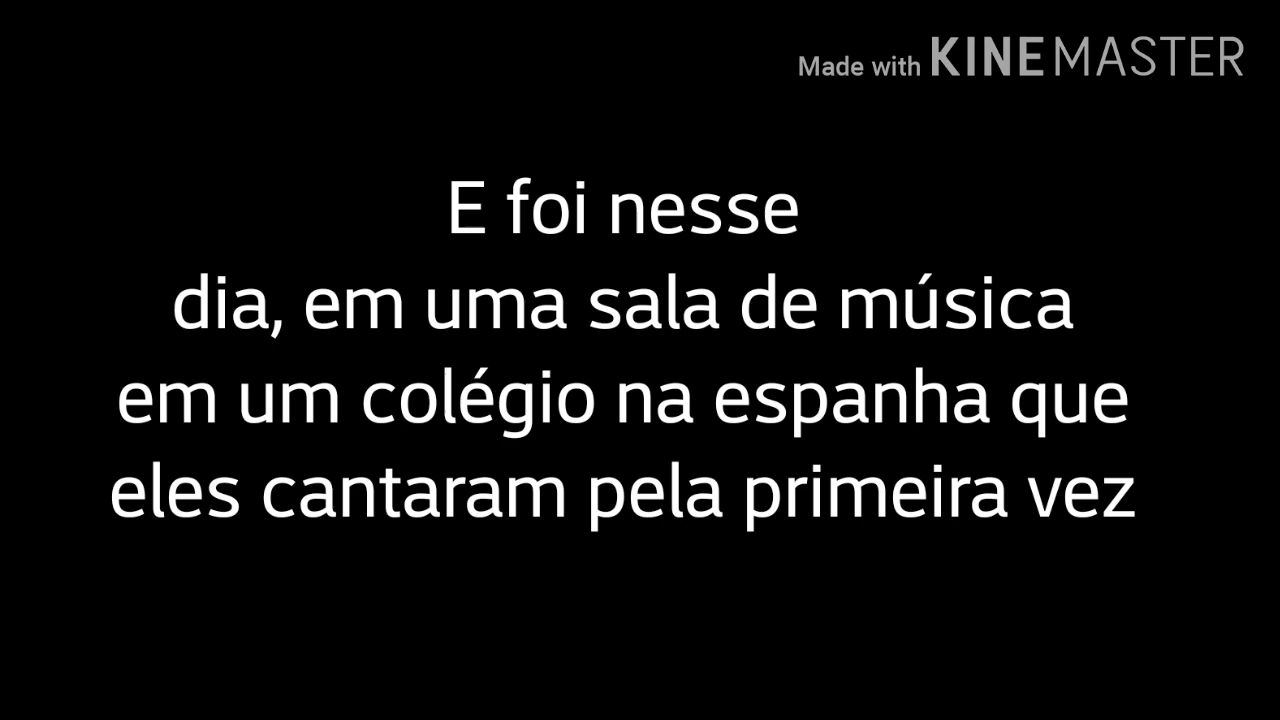 Made with KINEMASTER
E foi nesse
dia, em uma sala de música
em um colégio na espanha que
eles cantaram pela primeira vez